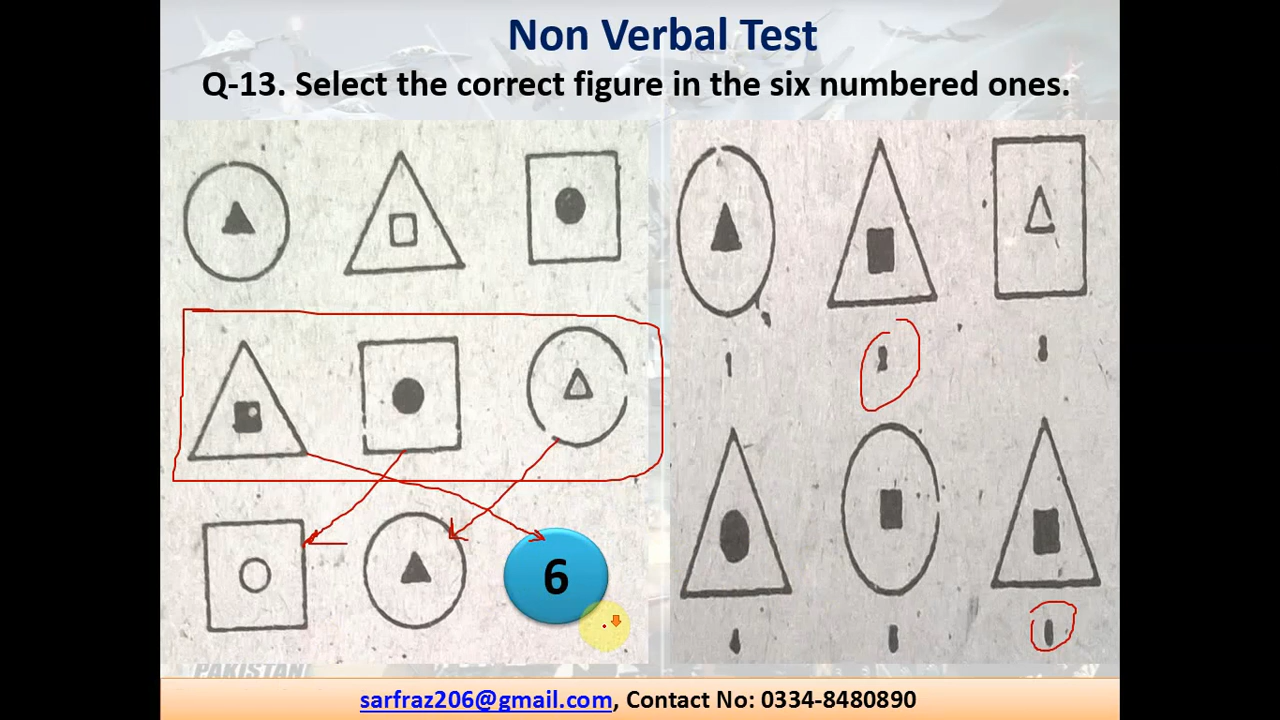 Non Verbal Test
Q-13. Select the correct figure in the six numbered ones.
6
PAKISTAN
sarfraz206@gmail.com, Contact No: 0334-8480890